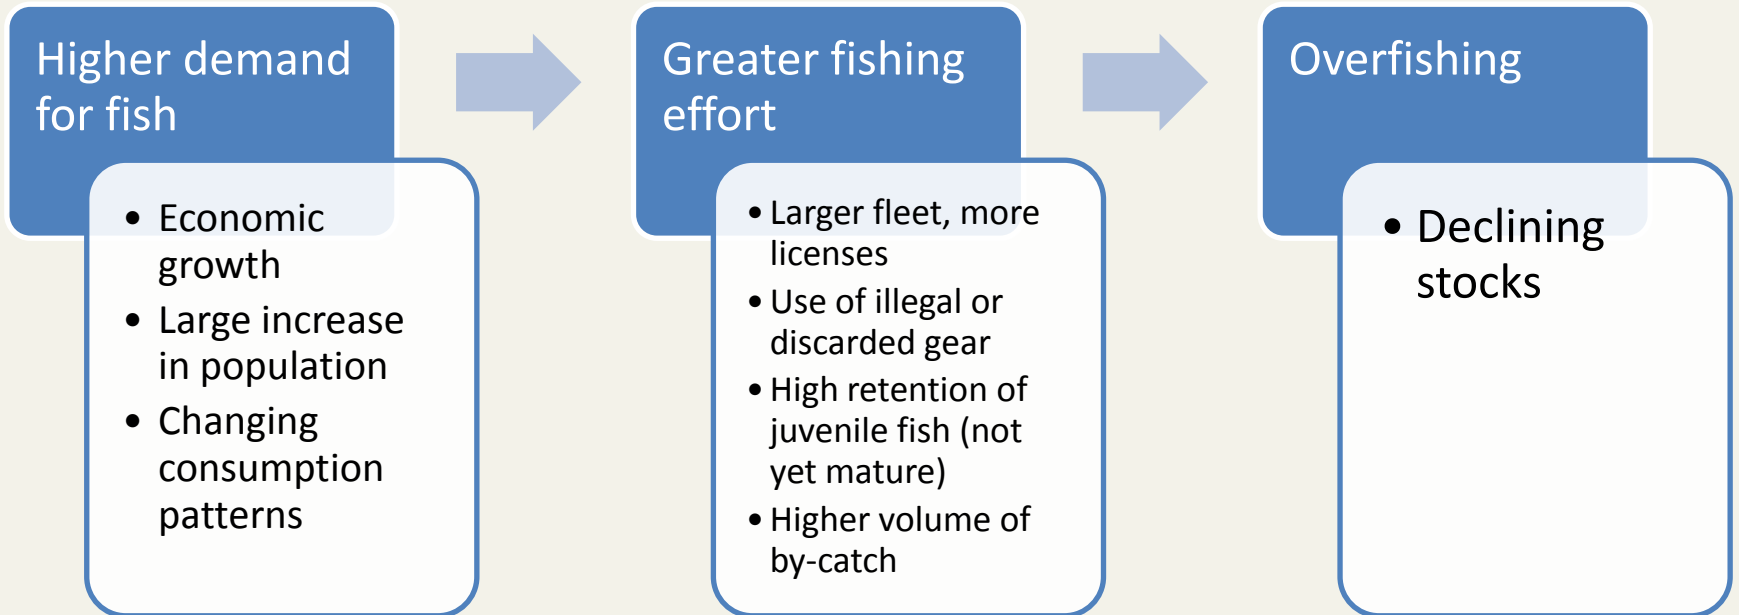 Higher demand
for fish
• Economic
growth
• Large increase
in population
• Changing
consumption
patterns
Greater fishing
effort
• Larger fleet, more
licenses
• Use of illegal or
discarded gear
• High retention of
juvenile fish (not
yet mature)
• Higher volume of
by-catch
Overfishing
• Declining
stocks